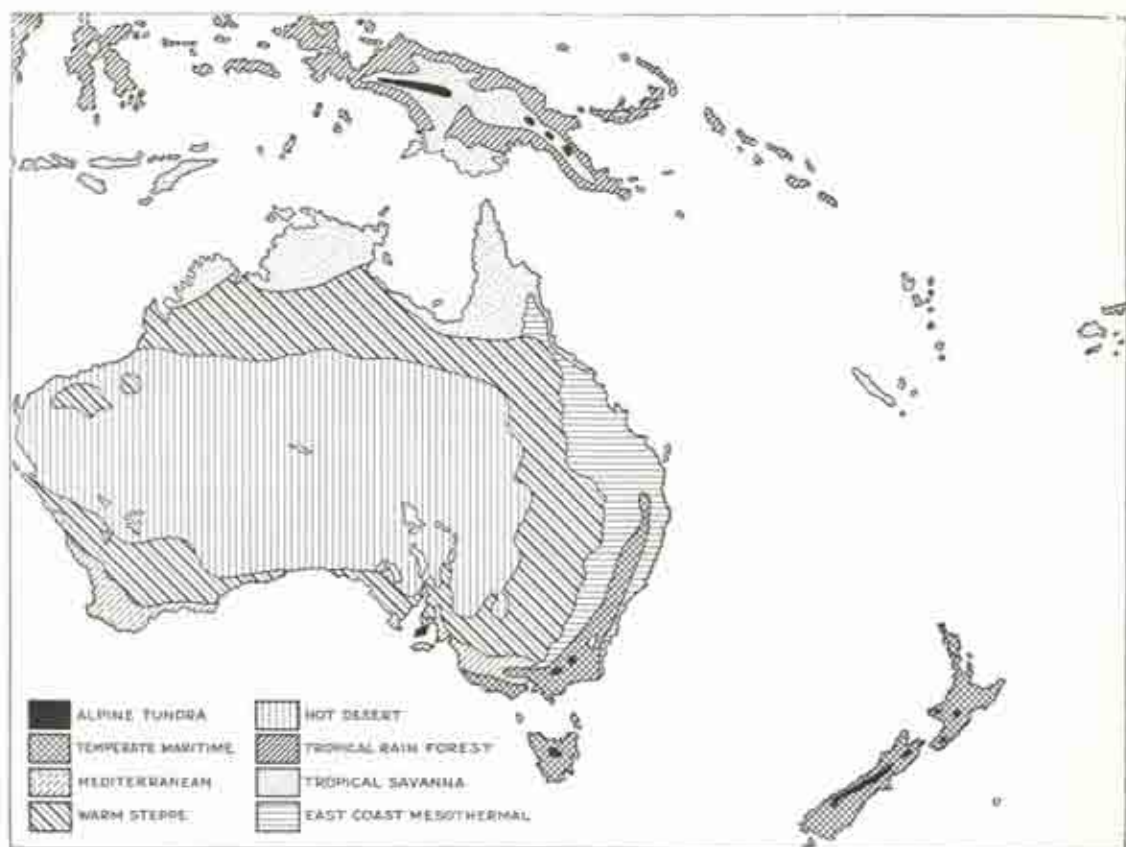 ALPINE TUNDRA
TEMPERATE MARITIME
MEDITERRANEAN
WARM STEPPE
HOT DESERT
TROPICAL RAIN FOREST
TROPICAL SAVANNA
EAST COAST MESOTHERMAL